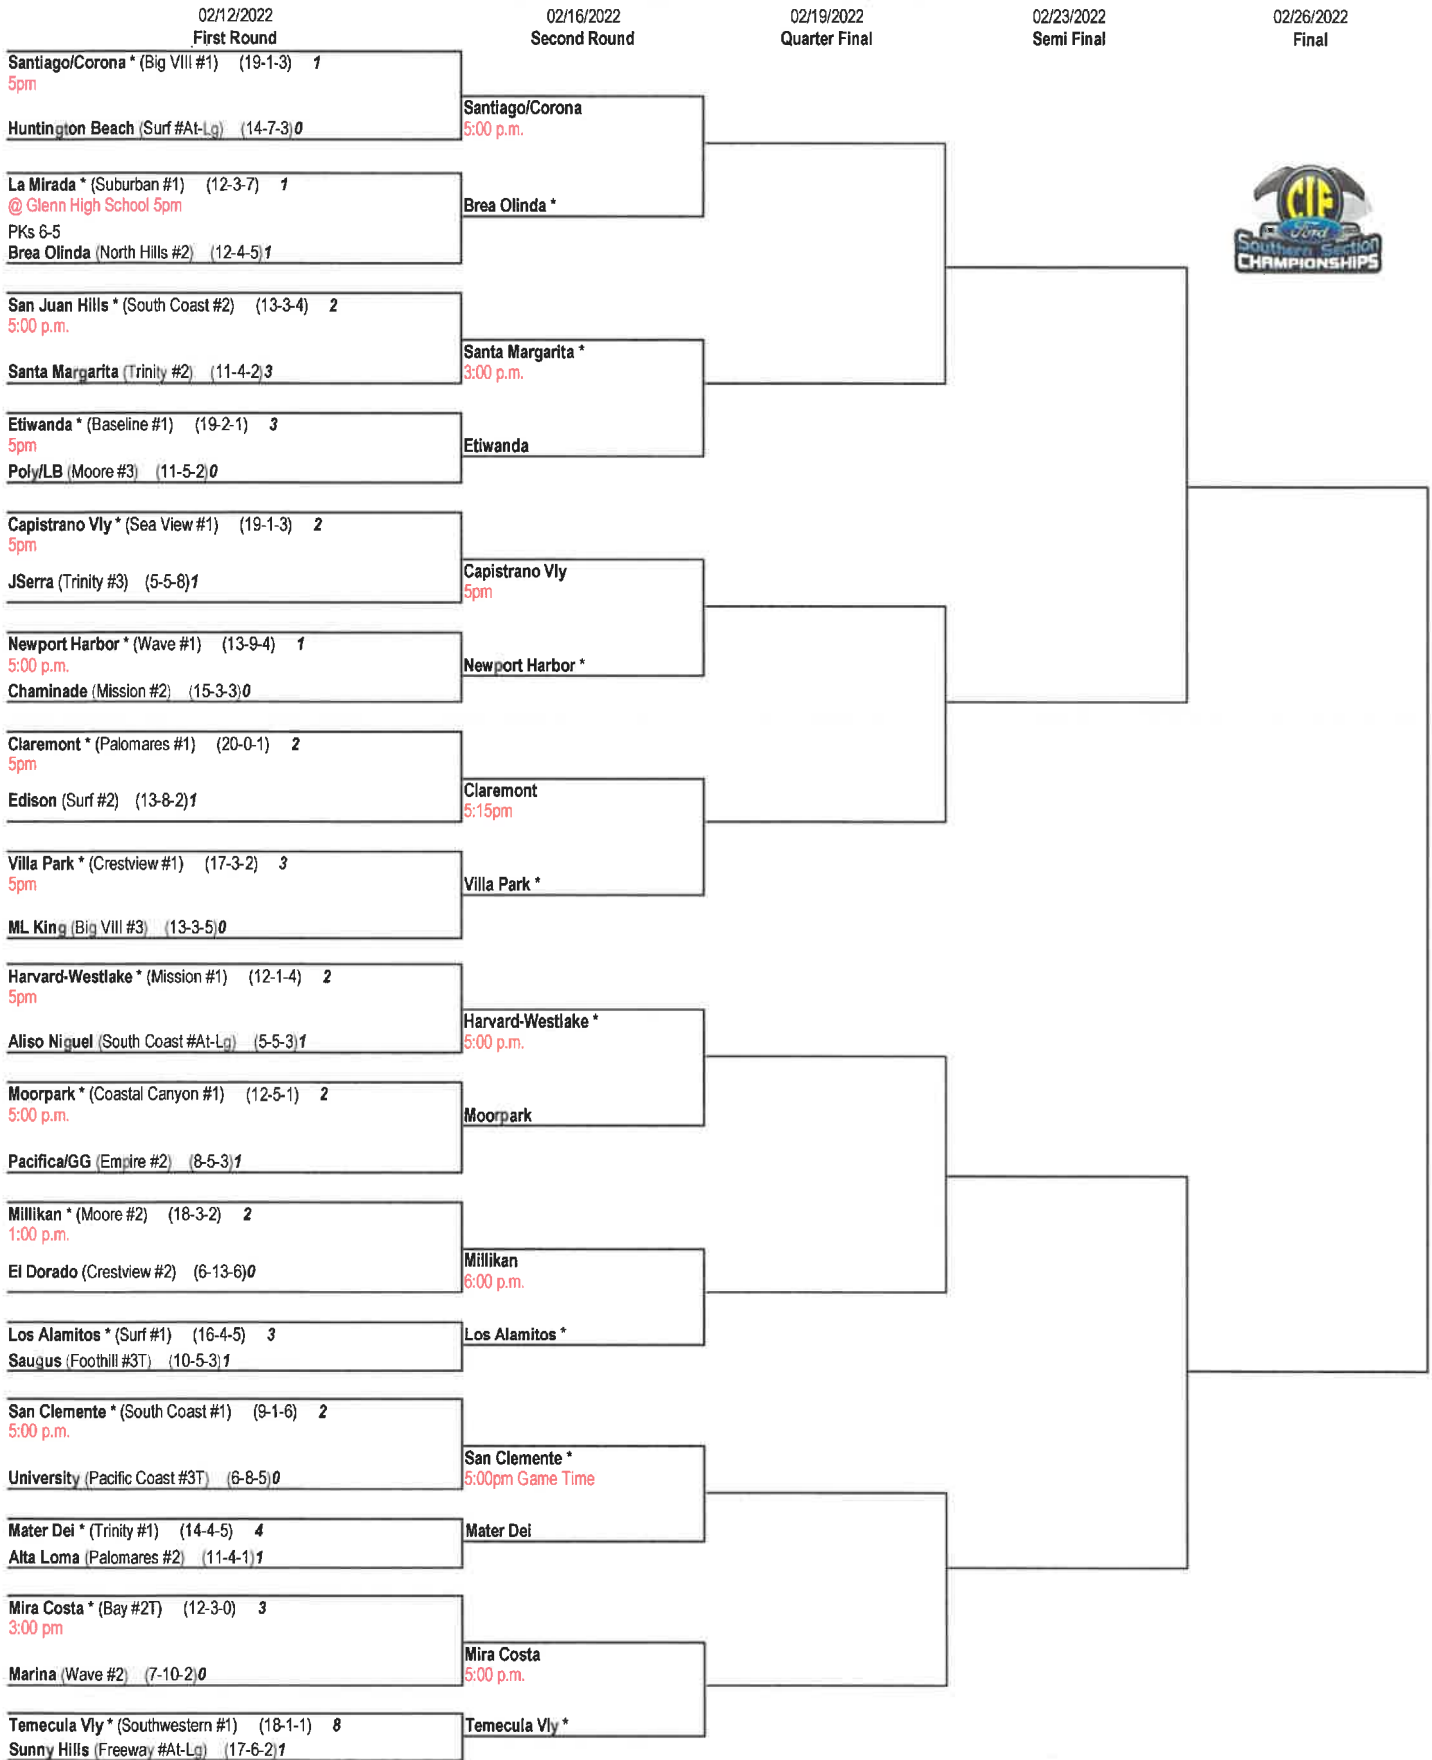 02/12/2022
First Round
02/16/2022
Second Round
02/19/2022
Quarter Final
02/23/2022
Semi Final
02/26/2022
Final
Santiago/Corona * (Big VIII #1) (19-1-3) 1
5pm
Huntington Beach (Surf #At-Lg) (14-7-3) 0
La Mirada * (Suburban #1) (12-3-7) 1
@ Glenn High School 5pm
PKs 6-5
Brea Olinda (North Hills #2) (12-4-5) 1
San Juan Hills * (South Coast #2) (13-3-4) 2
5:00 p.m.
Santa Margarita (Trinity #2) (11-4-2) 3
Etiwanda * (Baseline #1) (19-2-1) 3
5pm
Poly/LB (Moore #3) (11-5-2) 0
Capistrano Vly * (Sea View #1) (19-1-3) 2
5pm
JSerra (Trinity #3) (5-5-8) 1
Newport Harbor * (Wave #1) (13-9-4) 1
5:00 p.m.
Chaminade (Mission #2) (15-3-3) 0
Claremont * (Palomares #1) (20-0-1) 2
5pm
Edison (Surf #2) (13-8-2) 1
Villa Park * (Crestview #1) (17-3-2) 3
5pm
ML King (Big VIII #3) (13-3-5) 0
Harvard-Westlake * (Mission #1) (12-1-4) 2
5pm
Aliso Niguel (South Coast #At-Lg) (5-5-3) 1
Moorpark * (Coastal Canyon #1) (12-5-1) 2
5:00 p.m.
Pacifica/GG (Empire #2) (8-5-3) 1
Millikan * (Moore #2) (18-3-2) 2
1:00 p.m.
El Dorado (Crestview #2) (6-13-6) 0
Los Alamitos * (Surf #1) (16-4-5) 3
Saugus (Foothill #3T) (10-5-3) 1
San Clemente * (South Coast #1) (9-1-6) 2
5:00 p.m.
University (Pacific Coast #3T) (6-8-5) 0
Mater Dei * (Trinity #1) (14-4-5) 4
Alta Loma (Palomares #2) (11-4-1) 1
Mira Costa * (Bay #2T) (12-3-0) 3
3:00 pm
Marina (Wave #2) (7-10-2) 0
Temecula Vly * (Southwestern #1) (18-1-1) 8
Sunny Hills (Freeway #At-Lg) (17-6-2) 1
Santiago/Corona
5:00 p.m.
Brea Olinda *
Santa Margarita *
3:00 p.m.
Etiwanda
Capistrano Vly
5pm
Newport Harbor *
Claremont
5:15pm
Villa Park *
Harvard-Westlake *
5:00 p.m.
Moorpark
Millikan
6:00 p.m.
Los Alamitos *
San Clemente *
5:00pm Game Time
Mater Dei
Mira Costa
5:00 p.m.
Temecula Vly *
CIF
Ford
Southern Section
CHAMPIONSHIPS